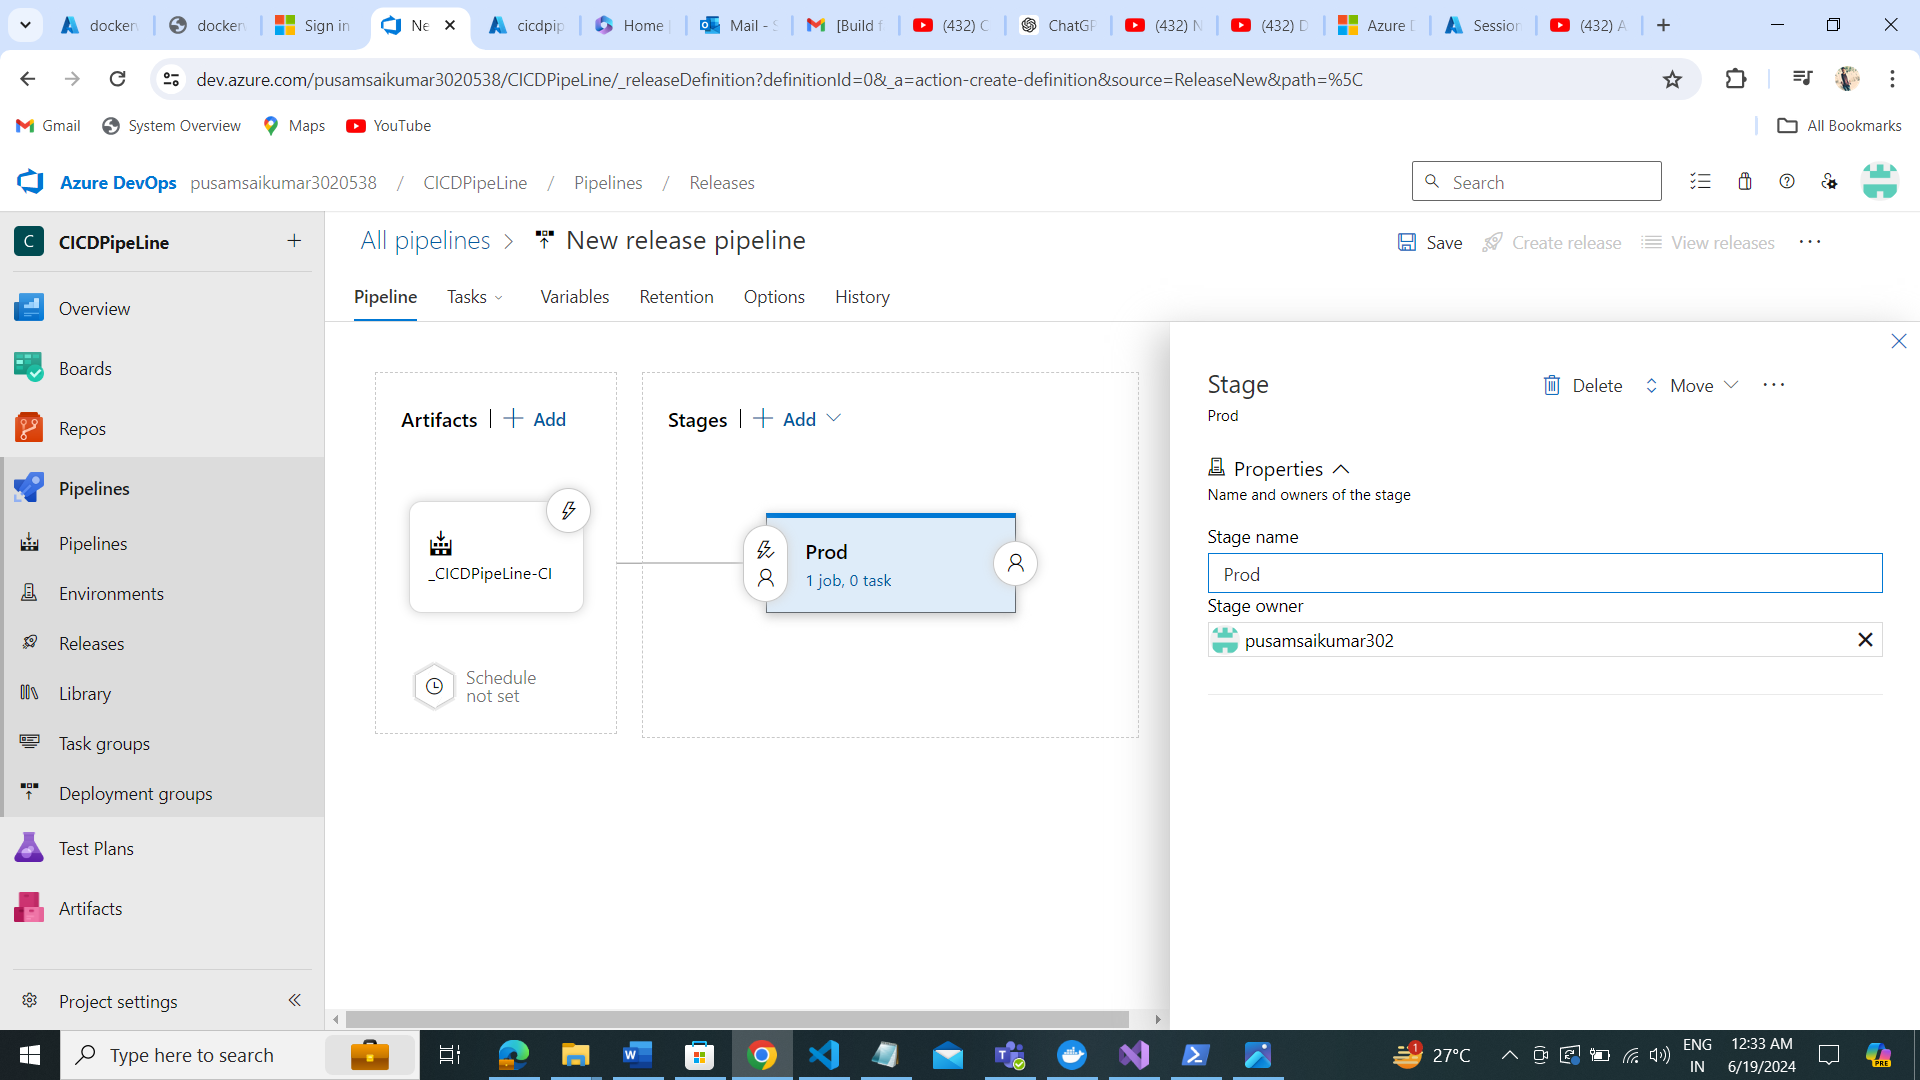 docker
docker
Sign in
Ne
cicdpip
Home
Mail - S
[Build f
(432) C
ChatGP
(432) N
(432) D
Azure D
Session
(432) A
dev.azure.com/pusamsaikumar3020538/CICDPipeLine/_releaseDefinition?definitionId=0&_a=action-create-definition&source=ReleaseNew&path=%5C
Gmail System Overview Maps YouTube All Bookmarks
Azure DevOps pusamsaikumar3020538 / CICDPipeLine / Pipelines / Releases Search
C CICDPipeLine
All pipelines > New release pipeline
Save Create release View releases
Pipeline Tasks Variables Retention Options History
Overview
Boards
Repos
Pipelines
Pipelines
Environments
Releases
Library
Task groups
Deployment groups
Test Plans
Artifacts
Project settings
Artifacts | + Add
_CICDPipeLine-CI
Schedule
not set
Stages | + Add
Prod
1 job, 0 task
Stage
Prod
Delete Move
Properties
Name and owners of the stage
Stage name
Prod
Stage owner
pusamsaikumar302
Type here to search
1
27°C
ENG
IN
12:33 AM
6/19/2024
PRE